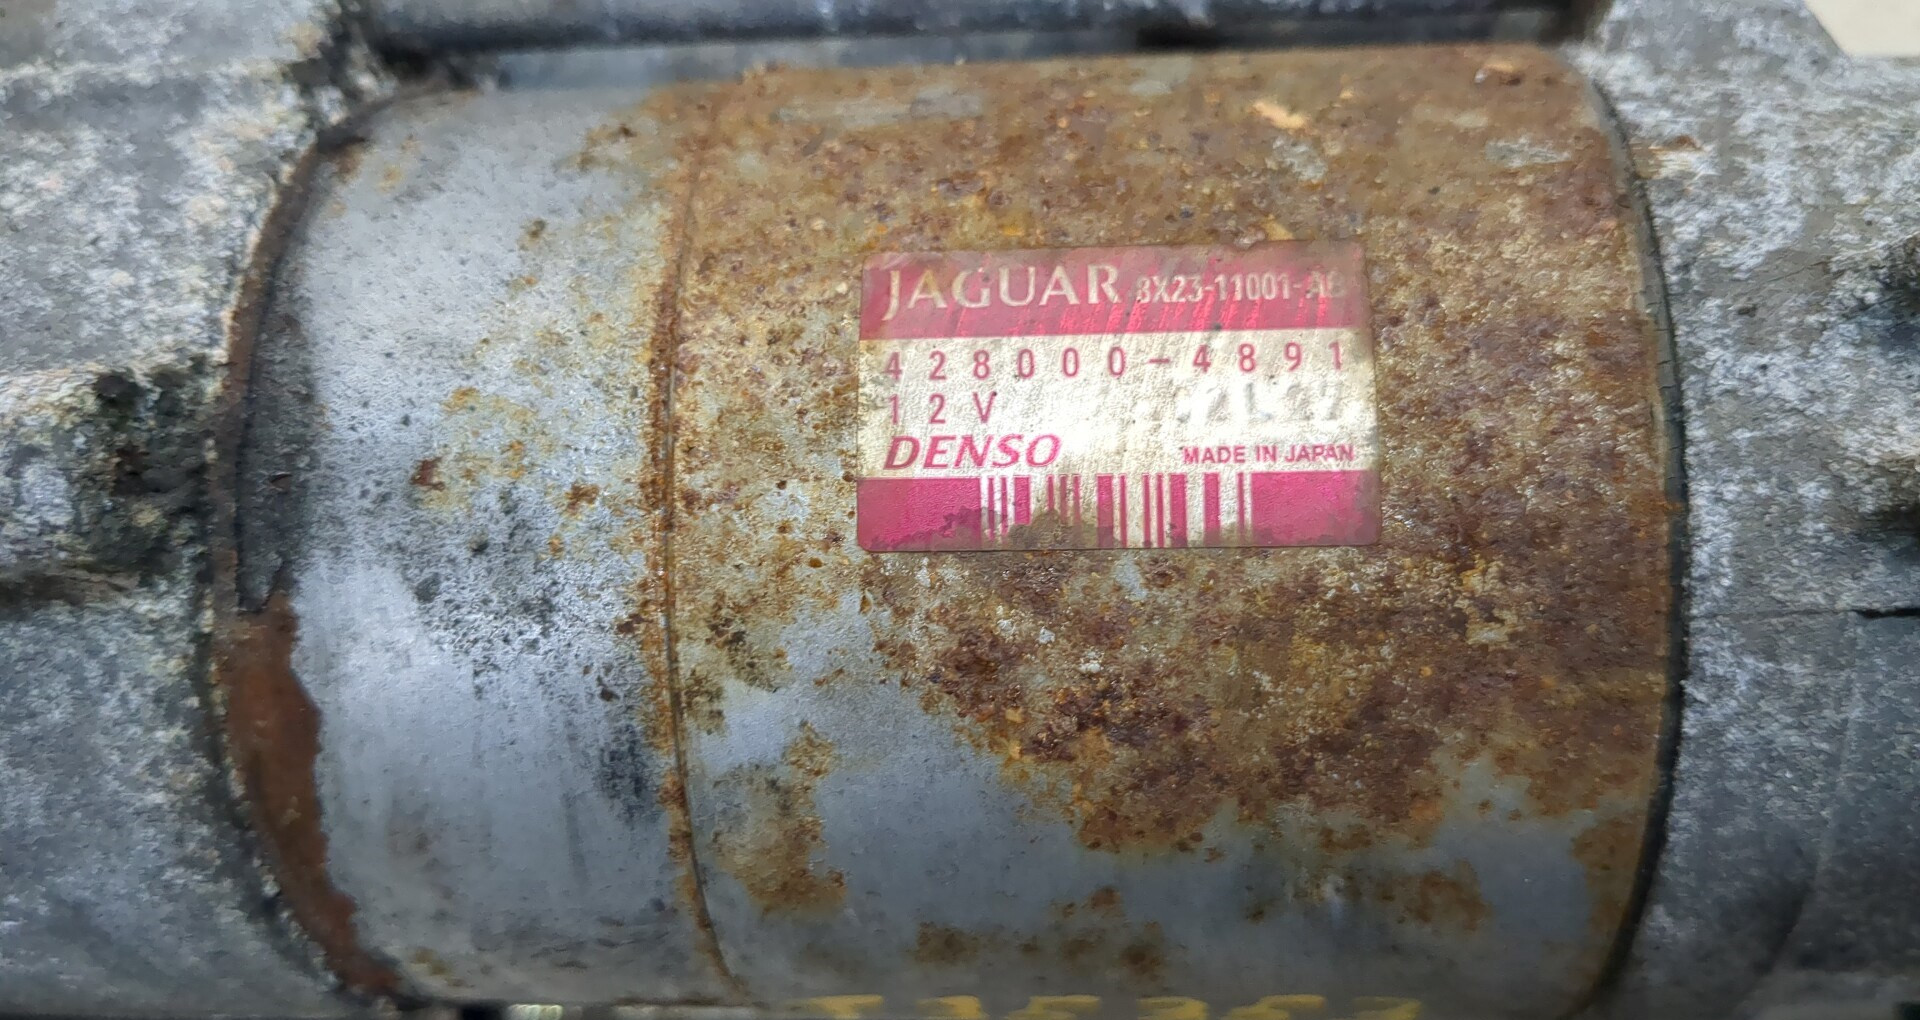 JAGUAR 8X23-11001-AB
428000-4891
12V
DENSO MADE IN JAPAN